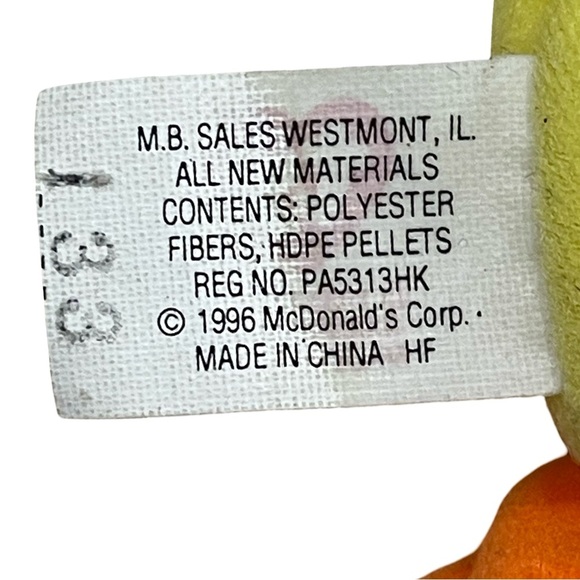 M.B. SALES WESTMONT, IL.
ALL NEW MATERIALS
CONTENTS: POLYESTER
FIBERS, HDPE PELLETS
REG NO. PA5313HK
© 1996 McDonald's Corp.
MADE IN CHINA HF
133